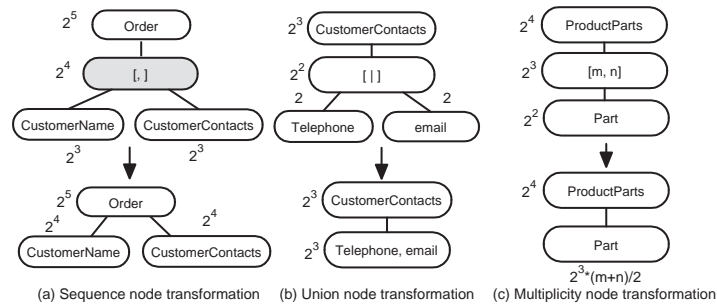 2^5 Order
2^4 [, ]
CustomerName CustomerContacts
2^3 2^3
2^5 Order
2^4 2^4
CustomerName CustomerContacts
(a) Sequence node transformation
2^3 CustomerContacts
2^2 [ | ]
2 2
Telephone email
2^3 CustomerContacts
2^3 Telephone, email
(b) Union node transformation
2^4 ProductParts
2^3 [m, n]
2^2 Part
2^4 ProductParts
Part
2^3*(m+n)/2
(c) Multiplicity node transformation